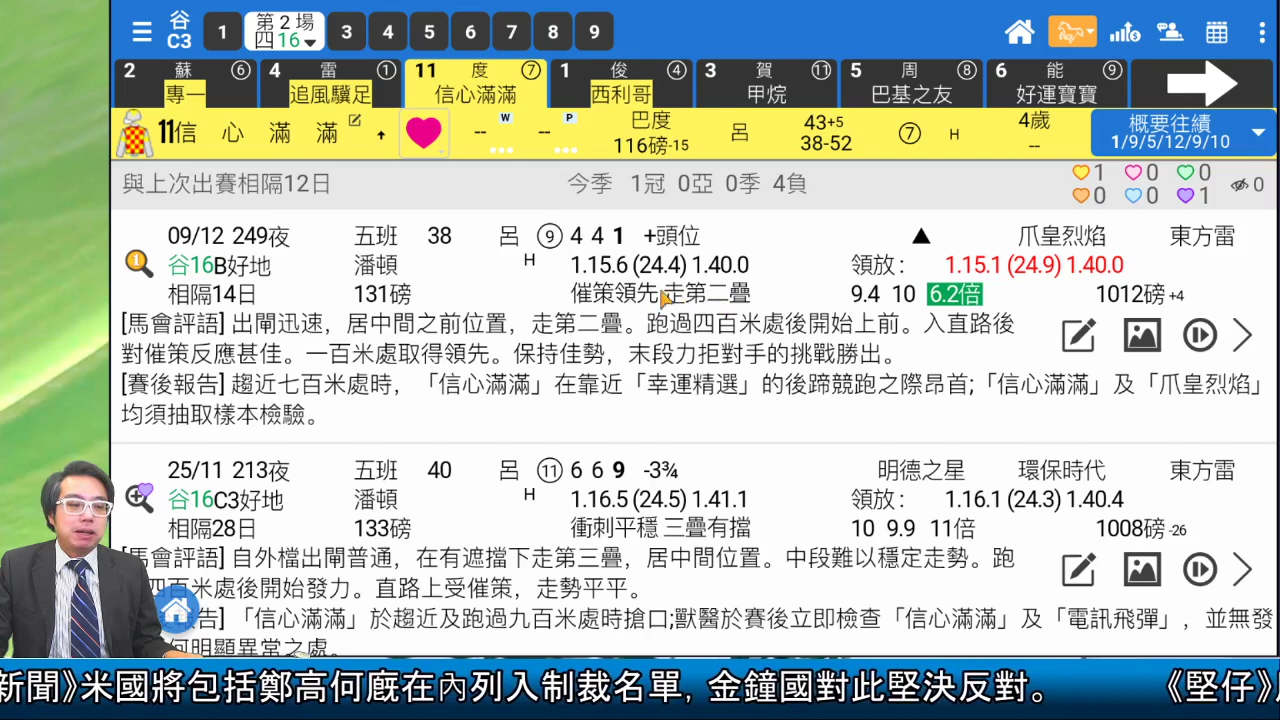 谷 C3 1 第2場 四16 3 4 5 6 7 8 9
2 蘇 ⑥ 專一
4 雷 ① 追風驥足
11 度 ⑦ 信心滿滿
1 俊 ④ 西利哥
3 賀 ⑪ 甲烷
5 周 ⑧ 巴基之友
6 能 ⑨ 好運寶寶
11信心滿滿 -- W -- P 巴度 116磅-15 呂 43+5 38-52 ⑦ H 4歲 -- 概要往績 1/9/5/12/9/10
與上次出賽相隔12日 今季 1冠 0亞 0季 4負 1 0 0 0 0 1 0
09/12 249夜 五班 38 呂 ⑨ 4 4 1 +頭位 ▲ 爪皇烈焰 東方雷
谷16B好地 潘頓 H 1.15.6 (24.4) 1.40.0 領放: 1.15.1 (24.9) 1.40.0
相隔14日 131磅 催策領先 走第二疊 9.4 10 6.2倍 1012磅+4
[馬會評語] 出閘迅速，居中間之前位置，走第二疊。跑過四百米處後開始上前。入直路後
對催策反應甚佳。一百米處取得領先。保持佳勢，末段力拒對手的挑戰勝出。
[賽後報告] 趨近七百米處時，「信心滿滿」在靠近「幸運精選」的後蹄競跑之際昂首;「信心滿滿」及「爪皇烈焰」
均須抽取樣本檢驗。
25/11 213夜 五班 40 呂 ⑪ 6 6 9 -3¾ 明德之星 環保時代 東方雷
谷16C3好地 潘頓 H 1.16.5 (24.5) 1.41.1 領放: 1.16.1 (24.3) 1.40.4
相隔28日 133磅 衝刺平穩 三疊有擋 10 9.9 11倍 1008磅-26
[馬會評語] 自外檔出閘普通，在有遮擋下走第三疊，居中間位置。中段難以穩定走勢。跑
四百米處後開始發力。直路上受催策，走勢平平。
報告] 「信心滿滿」於趨近及跑過九百米處時搶口;獸醫於賽後立即檢查「信心滿滿」及「電訊飛彈」，並無發
何明顯異常之處。
新聞》米國將包括鄭高何嘅在內列入制裁名單，金鐘國對此堅決反對。 《堅仔》